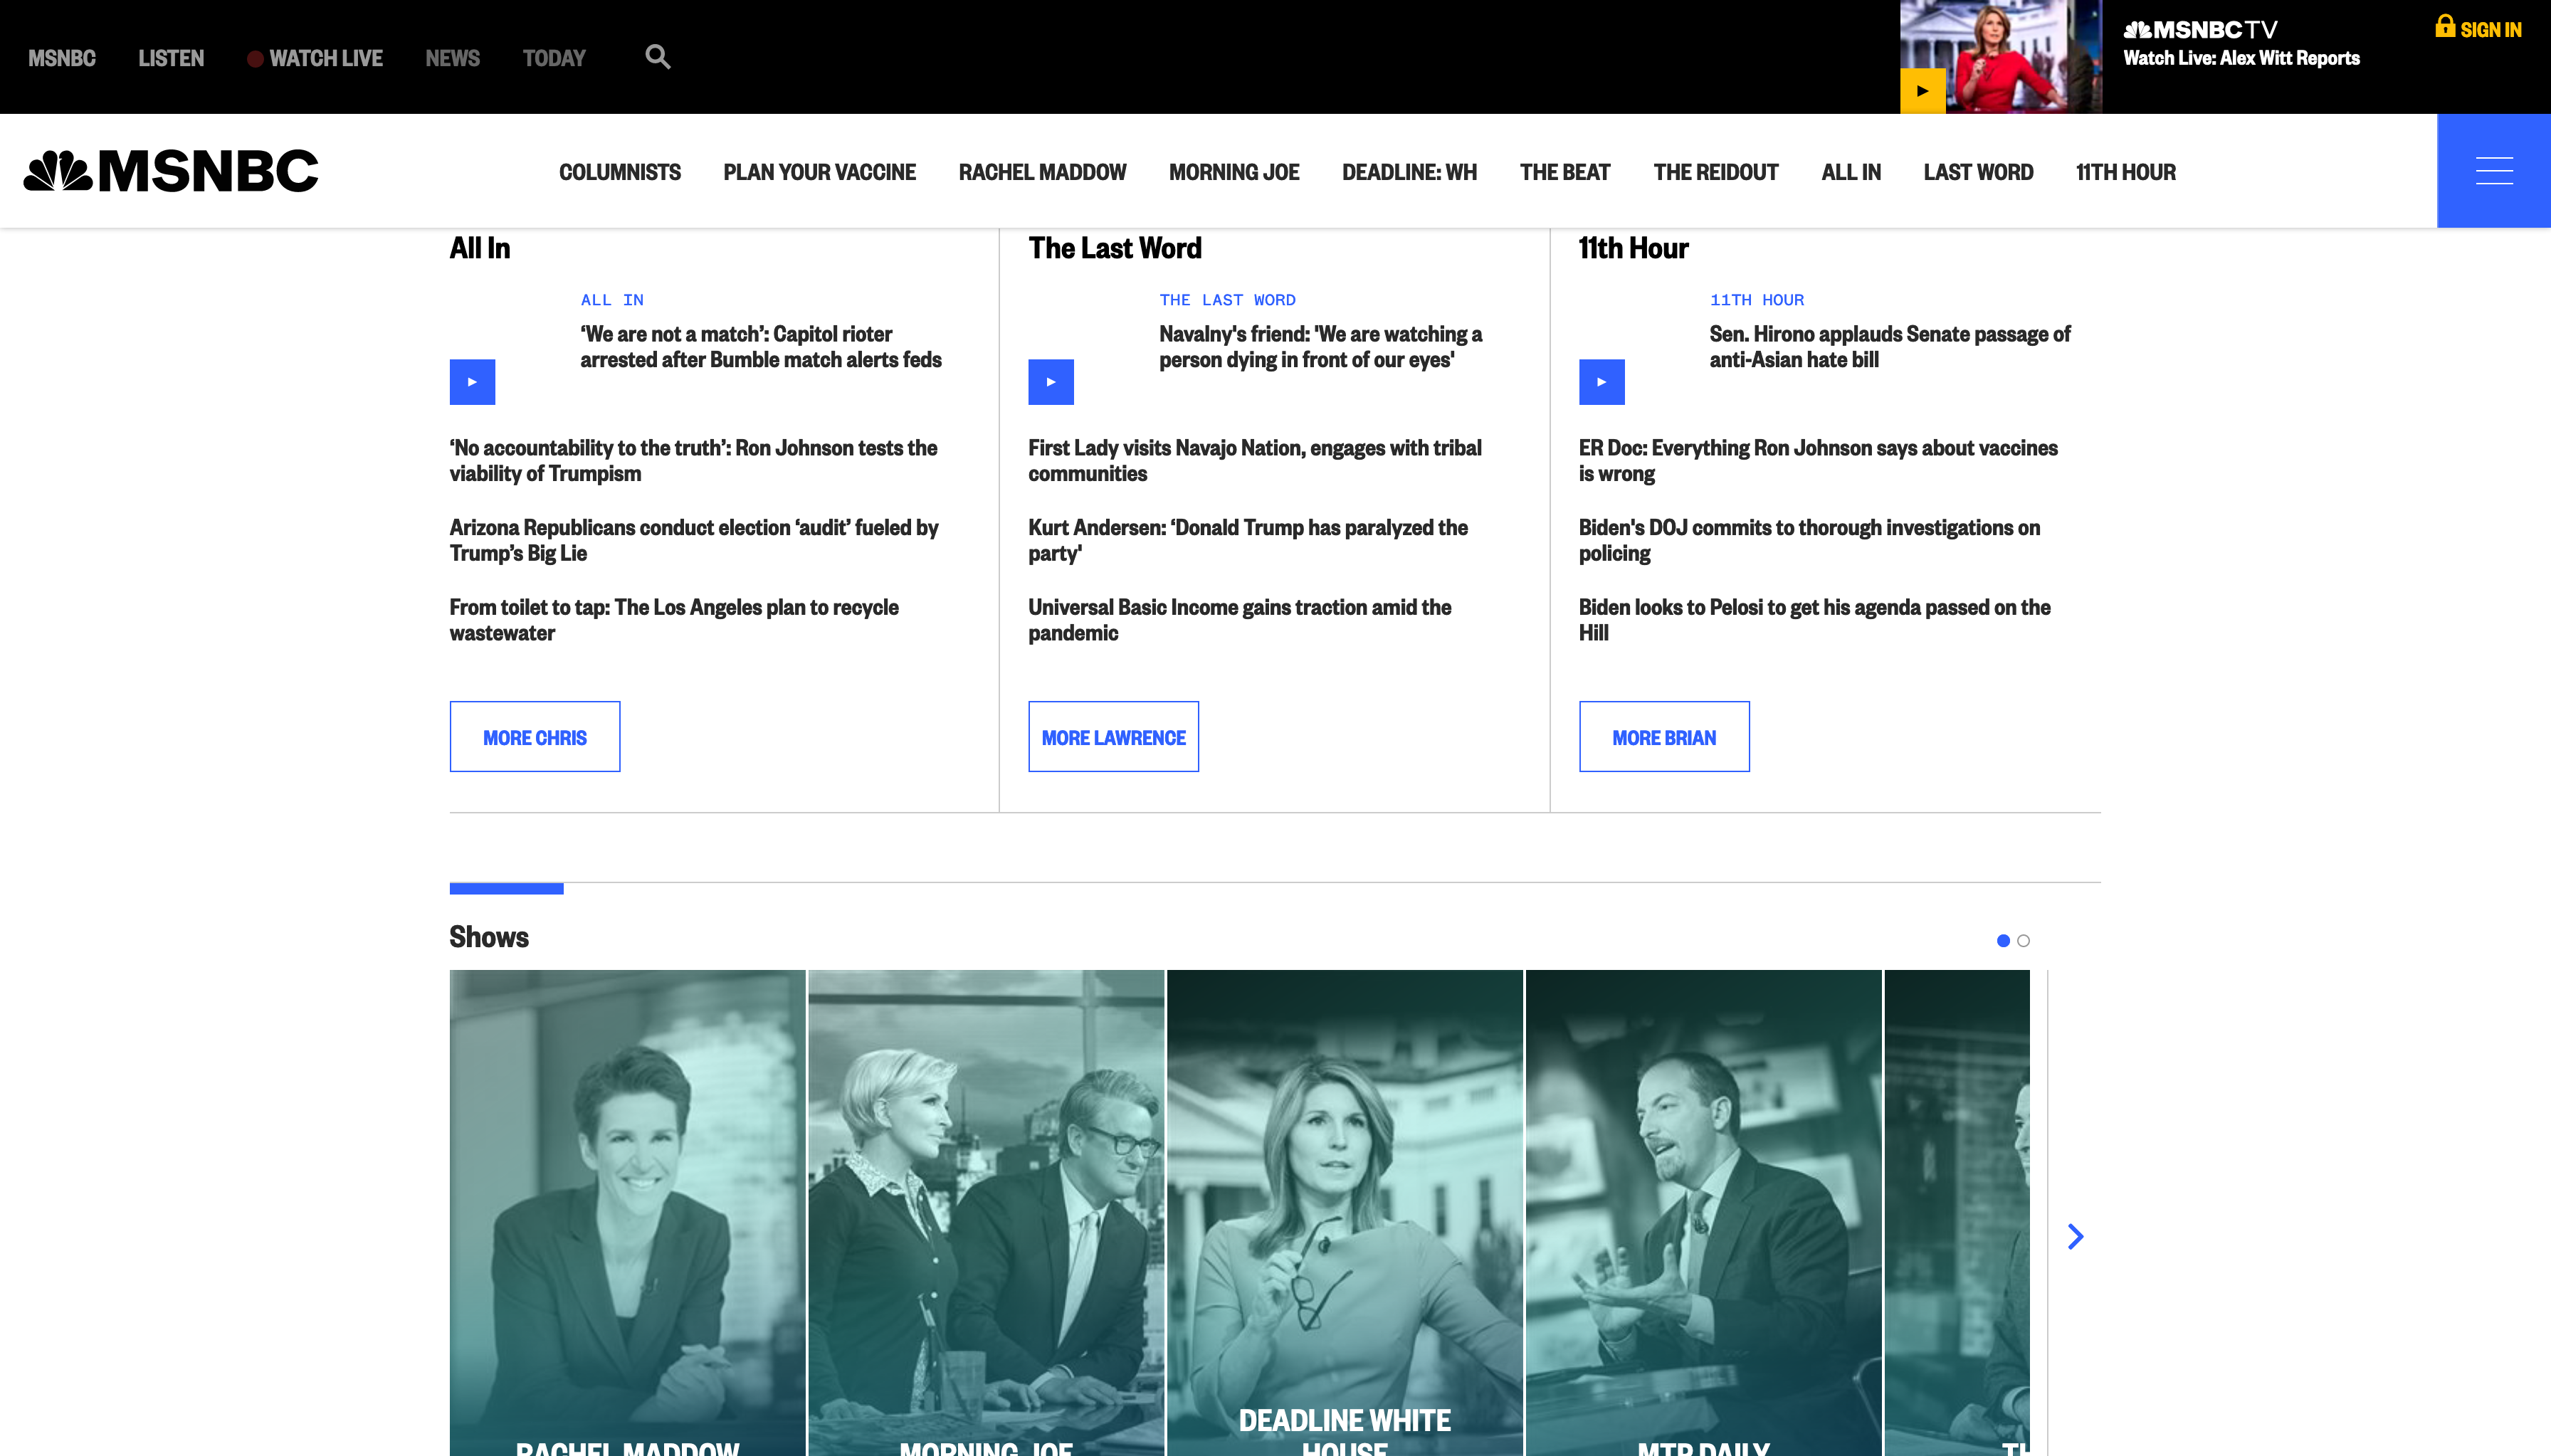 MSNBC LISTEN WATCH LIVE NEWS TODAY
MSNBC TV
Watch Live: Alex Witt Reports
SIGN IN
MSNBC
COLUMNISTS PLAN YOUR VACCINE RACHEL MADDOW MORNING JOE DEADLINE: WH THE BEAT THE REIDOUT ALL IN LAST WORD 11TH HOUR
All In
ALL IN
‘We are not a match’: Capitol rioter
arrested after Bumble match alerts feds
‘No accountability to the truth’: Ron Johnson tests the
viability of Trumpism
Arizona Republicans conduct election ‘audit’ fueled by
Trump’s Big Lie
From toilet to tap: The Los Angeles plan to recycle
wastewater
MORE CHRIS
The Last Word
THE LAST WORD
Navalny's friend: 'We are watching a
person dying in front of our eyes'
First Lady visits Navajo Nation, engages with tribal
communities
Kurt Andersen: ‘Donald Trump has paralyzed the
party'
Universal Basic Income gains traction amid the
pandemic
MORE LAWRENCE
11th Hour
11TH HOUR
Sen. Hirono applauds Senate passage of
anti-Asian hate bill
ER Doc: Everything Ron Johnson says about vaccines
is wrong
Biden's DOJ commits to thorough investigations on
policing
Biden looks to Pelosi to get his agenda passed on the
Hill
MORE BRIAN
Shows
RACHEL MADDOW
MORNING JOE
DEADLINE WHITE
HOUSE
MTP DAILY